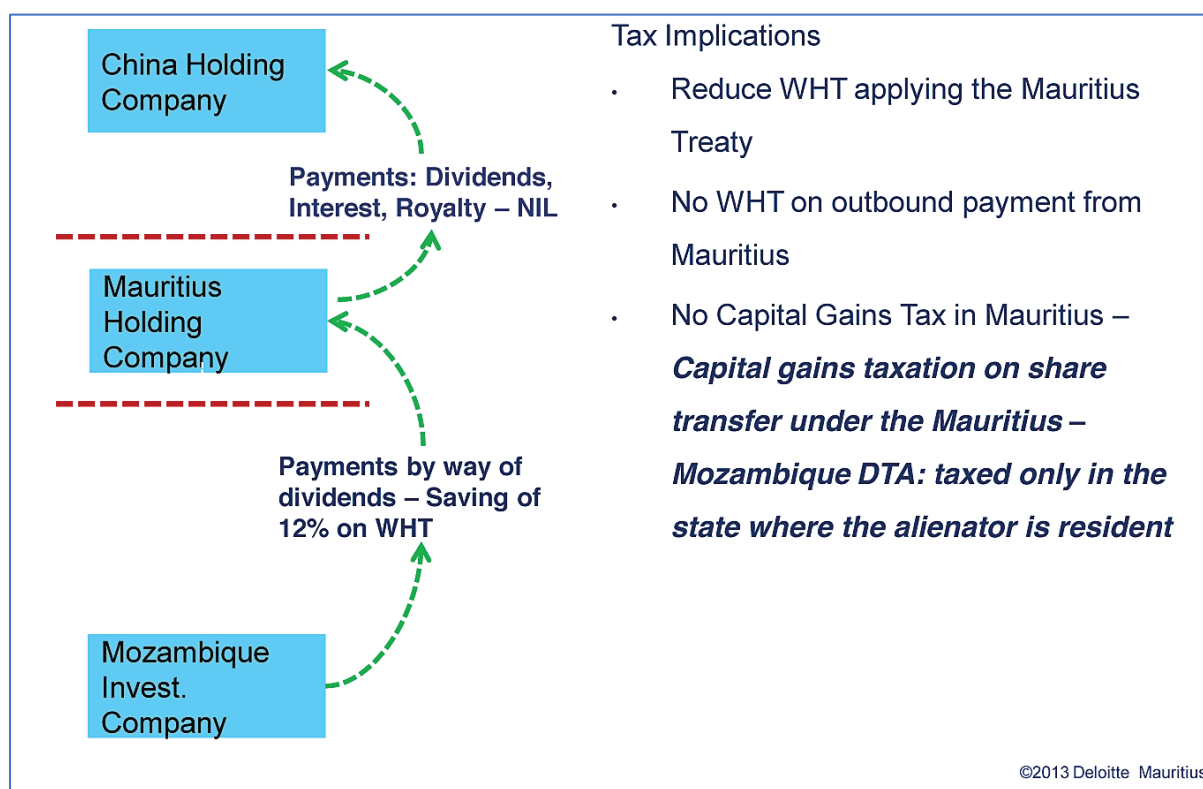 China Holding
Company
Payments: Dividends,
Interest, Royalty – NIL
Mauritius
Holding
Company
Payments by way of
dividends – Saving of
12% on WHT
Mozambique
Invest.
Company
Tax Implications
· Reduce WHT applying the Mauritius
Treaty
· No WHT on outbound payment from
Mauritius
· No Capital Gains Tax in Mauritius –
Capital gains taxation on share
transfer under the Mauritius –
Mozambique DTA: taxed only in the
state where the alienator is resident
©2013 Deloitte Mauritius